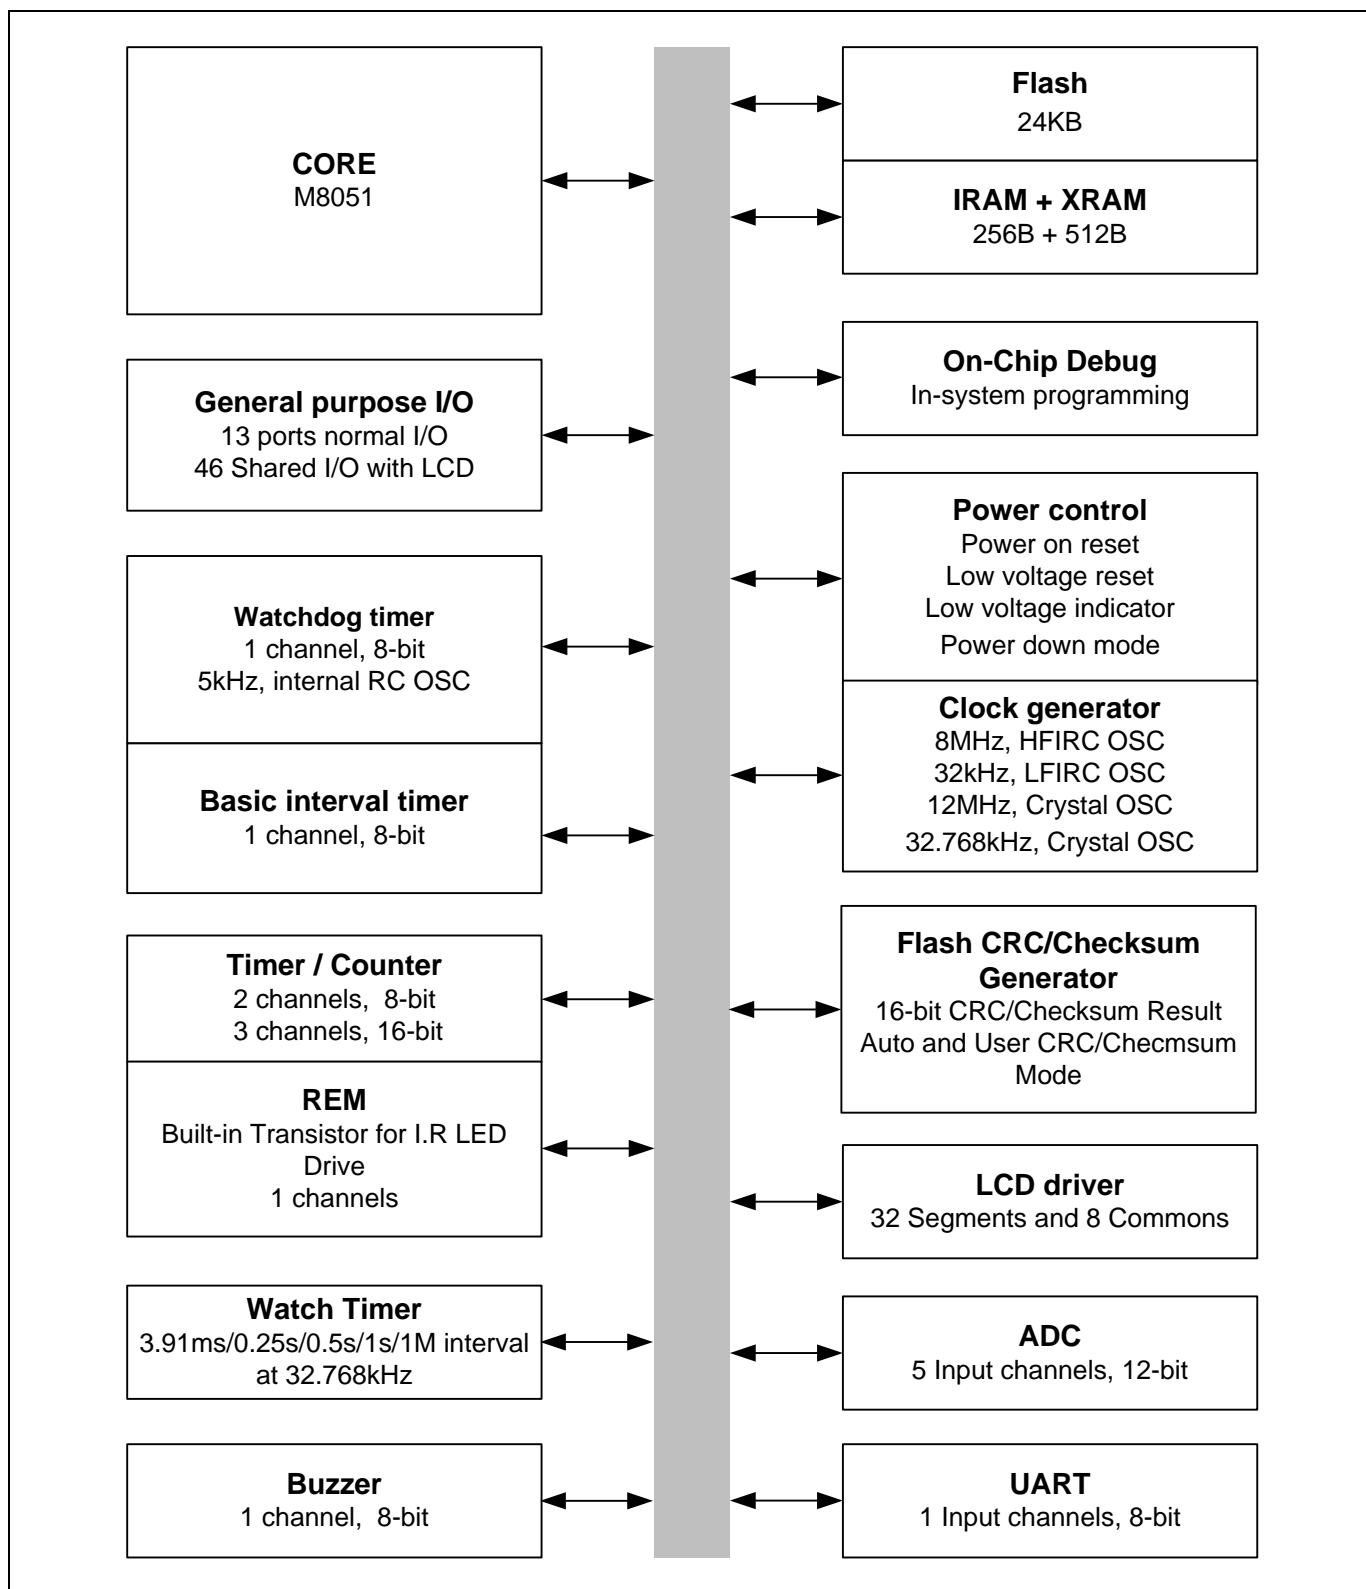 CORE
M8051
General purpose I/O
13 ports normal I/O
46 Shared I/O with LCD
Watchdog timer
1 channel, 8-bit
5kHz, internal RC OSC
Basic interval timer
1 channel, 8-bit
Timer / Counter
2 channels, 8-bit
3 channels, 16-bit
REM
Built-in Transistor for I.R LED
Drive
1 channels
Watch Timer
3.91ms/0.25s/0.5s/1s/1M interval
at 32.768kHz
Buzzer
1 channel, 8-bit
Flash
24KB
IRAM + XRAM
256B + 512B
On-Chip Debug
In-system programming
Power control
Power on reset
Low voltage reset
Low voltage indicator
Power down mode
Clock generator
8MHz, HFIRC OSC
32kHz, LFIRC OSC
12MHz, Crystal OSC
32.768kHz, Crystal OSC
Flash CRC/Checksum
Generator
16-bit CRC/Checksum Result
Auto and User CRC/Checmsum
Mode
LCD driver
32 Segments and 8 Commons
ADC
5 Input channels, 12-bit
UART
1 Input channels, 8-bit